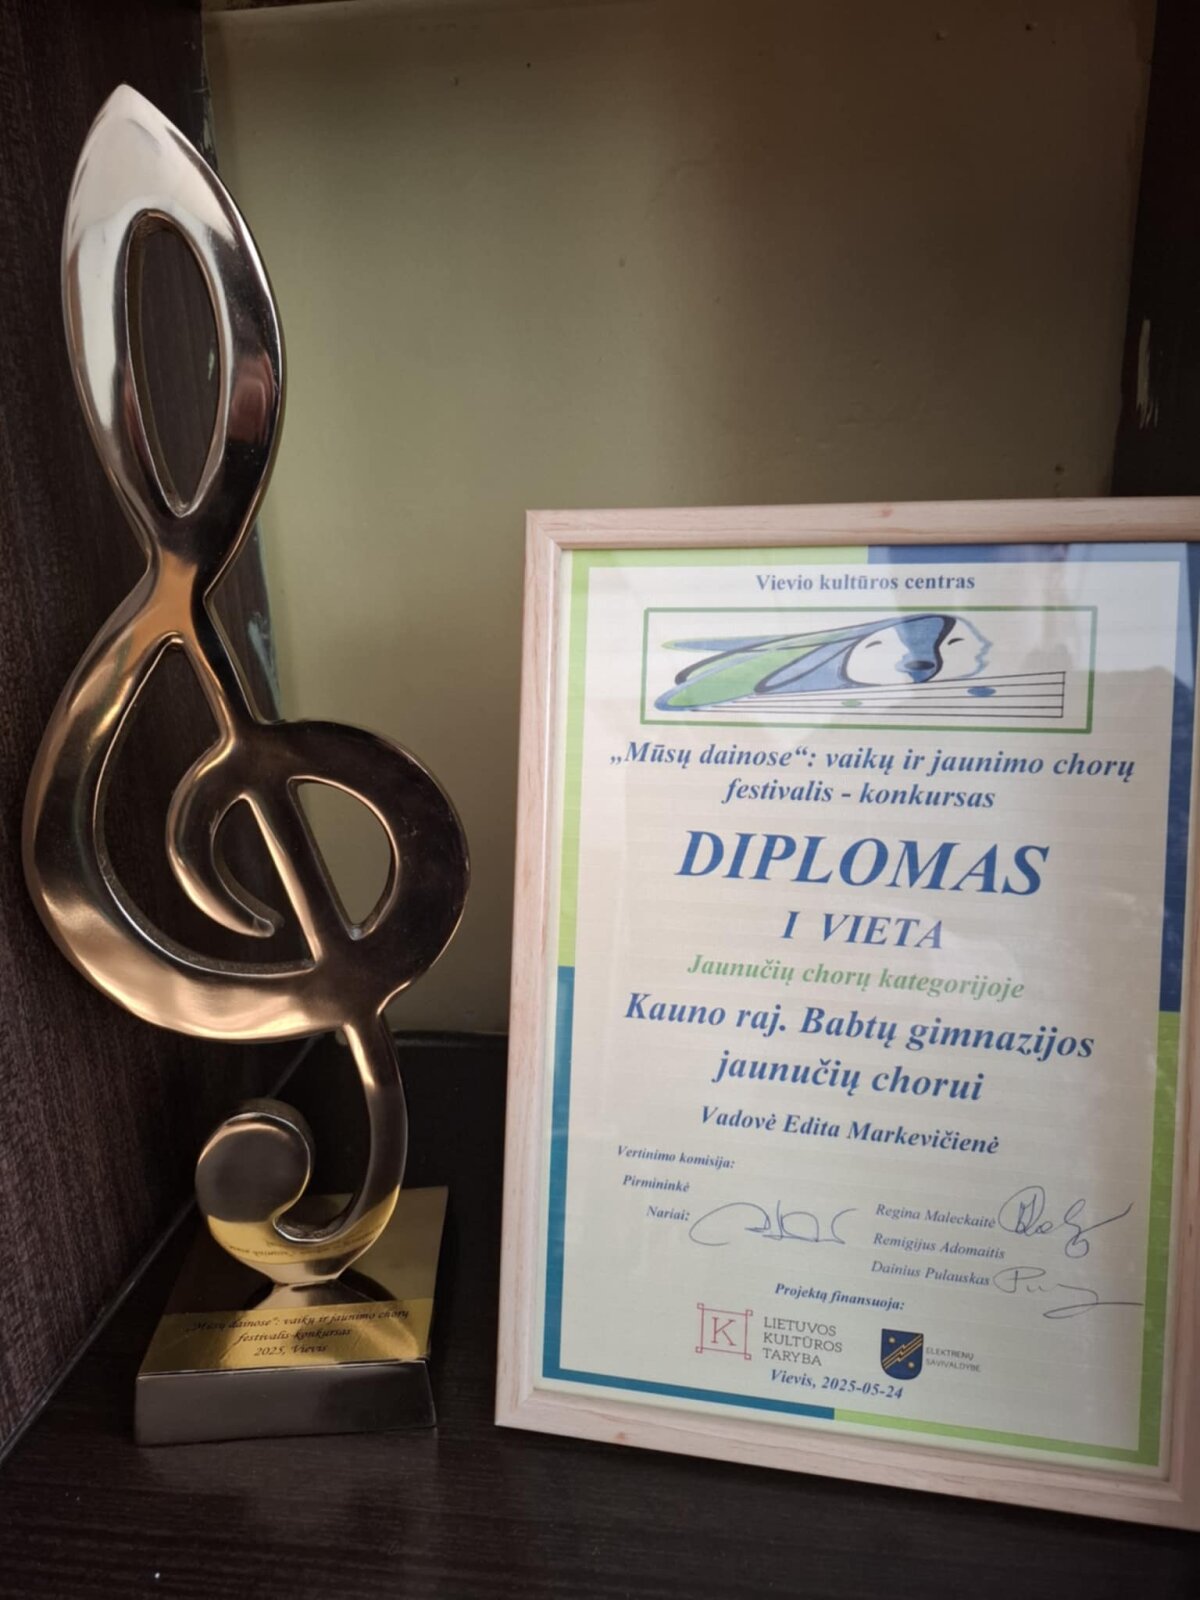 Vievio kultūros centras
„Mūsų dainose“: vaikų ir jaunimo chorų
festivalis - konkursas
DIPLOMAS
I VIETA
Jaunučių chorų kategorijoje
Kauno raj. Babtų gimnazijos
jaunučių chorui
Vadovė Edita Markevičienė
Vertinimo komisija:
Pirmininkė
Nariai:
Regina Maleckaitė
Remigijus Adomaitis
Dainius Pulauskas
Projektą finansuoja:
K
LIETUVOS
KULTŪROS
TARYBA
ELEKTRĖNŲ
SAVIVALDYBĖ
Vievis, 2025-05-24
„Mūsų dainose“: vaikų ir jaunimo chorų
festivalis-konkursas
2025, Vievis